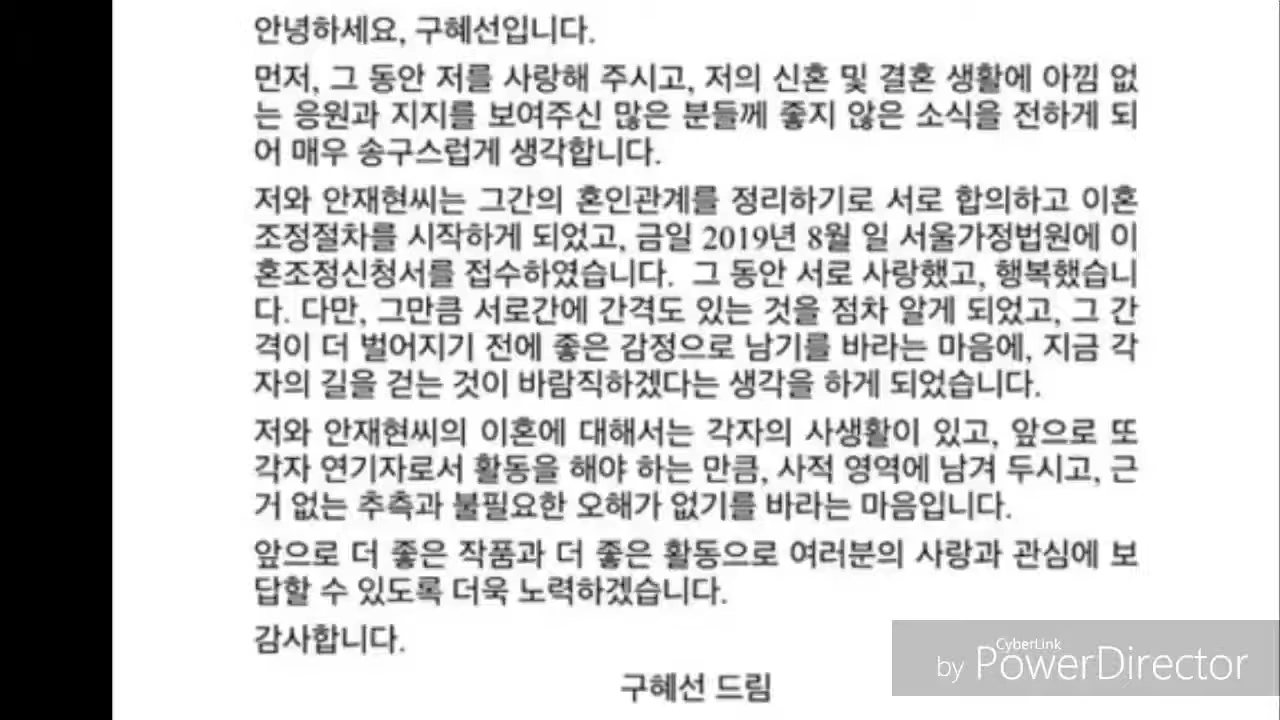 안녕하세요, 구혜선입니다.
먼저, 그 동안 저를 사랑해 주시고, 저의 신혼 및 결혼 생활에 아낌 없
는 응원과 지지를 보여주신 많은 분들께 좋지 않은 소식을 전하게 되
어 매우 송구스럽게 생각합니다.
저와 안재현씨는 그간의 혼인관계를 정리하기로 서로 합의하고 이혼
조정절차를 시작하게 되었고, 금일 2019년 8월 일 서울가정법원에 이
혼조정신청서를 접수하였습니다. 그 동안 서로 사랑했고, 행복했습니
다. 다만, 그만큼 서로간에 간격도 있는 것을 점차 알게 되었고, 그 간
격이 더 벌어지기 전에 좋은 감정으로 남기를 바라는 마음에, 지금 각
자의 길을 걷는 것이 바람직하겠다는 생각을 하게 되었습니다.
저와 안재현씨의 이혼에 대해서는 각자의 사생활이 있고, 앞으로 또
각자 연기자로서 활동을 해야 하는 만큼, 사적 영역에 남겨 두시고, 근
거 없는 추측과 불필요한 오해가 없기를 바라는 마음입니다.
앞으로 더 좋은 작품과 더 좋은 활동으로 여러분의 사랑과 관심에 보
답할 수 있도록 더욱 노력하겠습니다.
감사합니다.
구혜선 드림
CyberLink
by PowerDirector